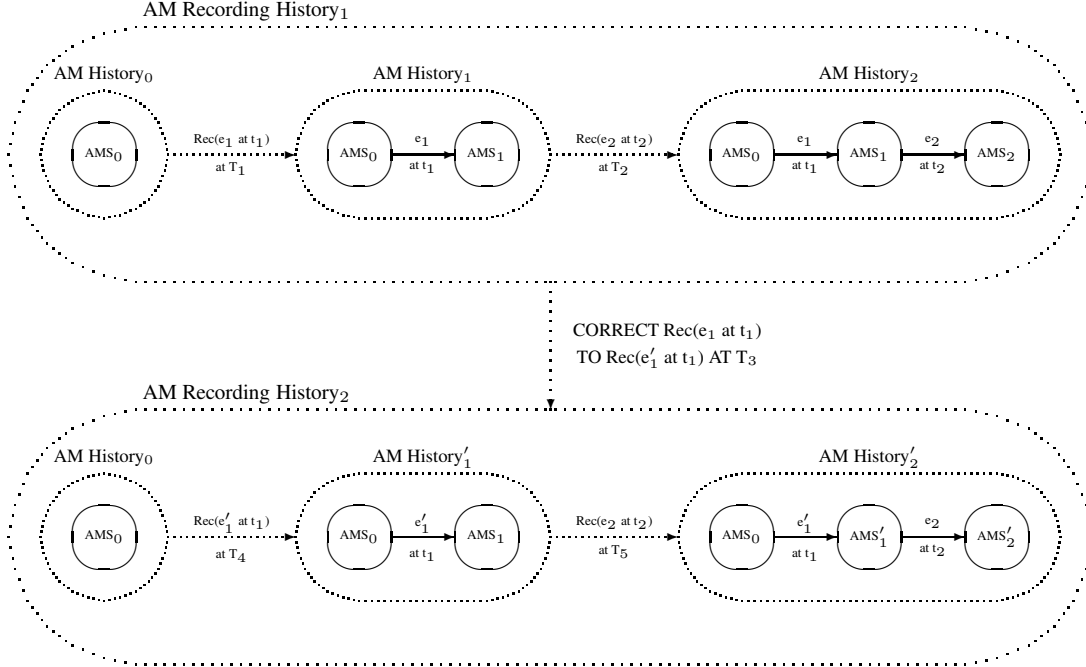 AM Recording History₁
AM History₀ AM History₁ AM History₂
Rec(e₁ at t₁) e₁ Rec(e₂ at t₂) e₁ e₂
AMS₀ AMS₀ AMS₁ AMS₀ AMS₁ AMS₂
at T₁ at t₁ at T₂ at t₁ at t₂
CORRECT Rec(e₁ at t₁)
TO Rec(e′₁ at t₁) AT T₃
AM Recording History₂
AM History₀ AM History′₁ AM History′₂
Rec(e′₁ at t₁) e′₁ Rec(e₂ at t₂) e′₁ e₂
AMS₀ AMS₀ AMS₁ AMS₀ AMS′₁ AMS′₂
at T₄ at t₁ at T₅ at t₁ at t₂